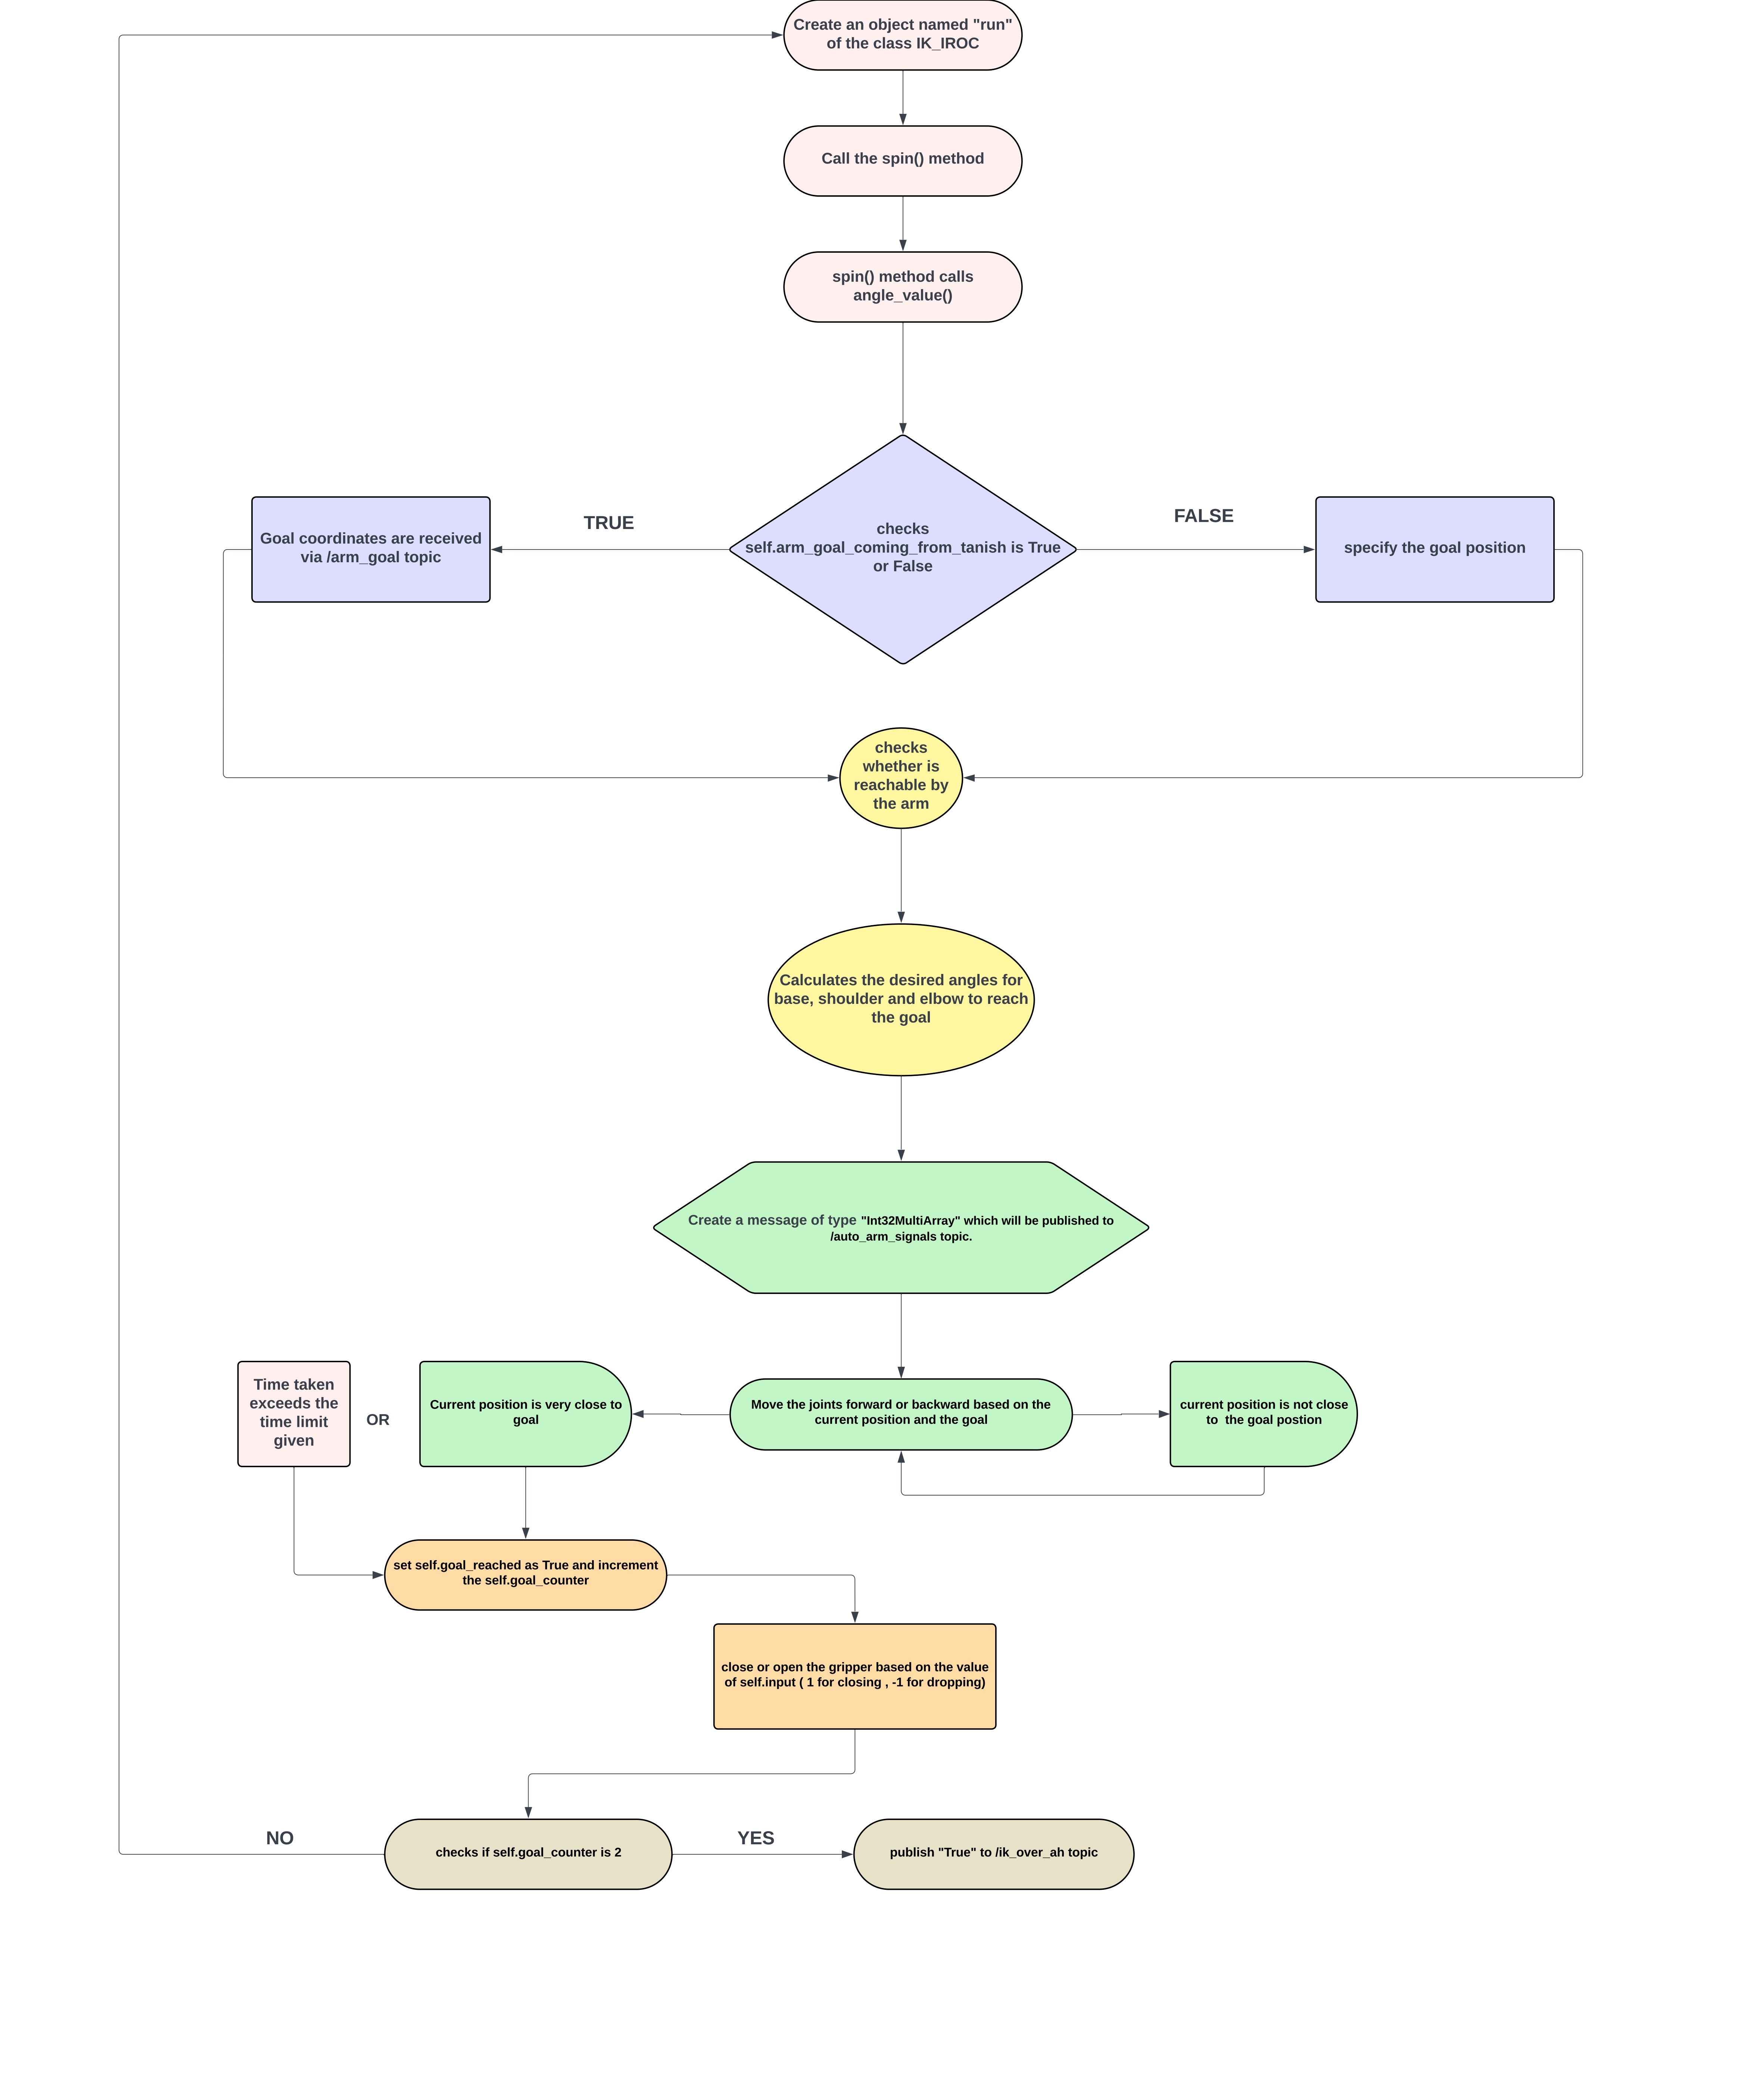 Create an object named "run"
of the class IK_IROC
Call the spin() method
spin() method calls
angle_value()
TRUE
FALSE
Goal coordinates are received
via /arm_goal topic
checks
self.arm_goal_coming_from_tanish is True
or False
specify the goal position
checks
whether is
reachable by
the arm
Calculates the desired angles for
base, shoulder and elbow to reach
the goal
Create a message of type "Int32MultiArray" which will be published to
/auto_arm_signals topic.
Time taken
exceeds the
time limit
given
OR
Current position is very close to
goal
Move the joints forward or backward based on the
current position and the goal
current position is not close
to  the goal postion
set self.goal_reached as True and increment
the self.goal_counter
close or open the gripper based on the value
of self.input ( 1 for closing , -1 for dropping)
NO
checks if self.goal_counter is 2
YES
publish "True" to /ik_over_ah topic